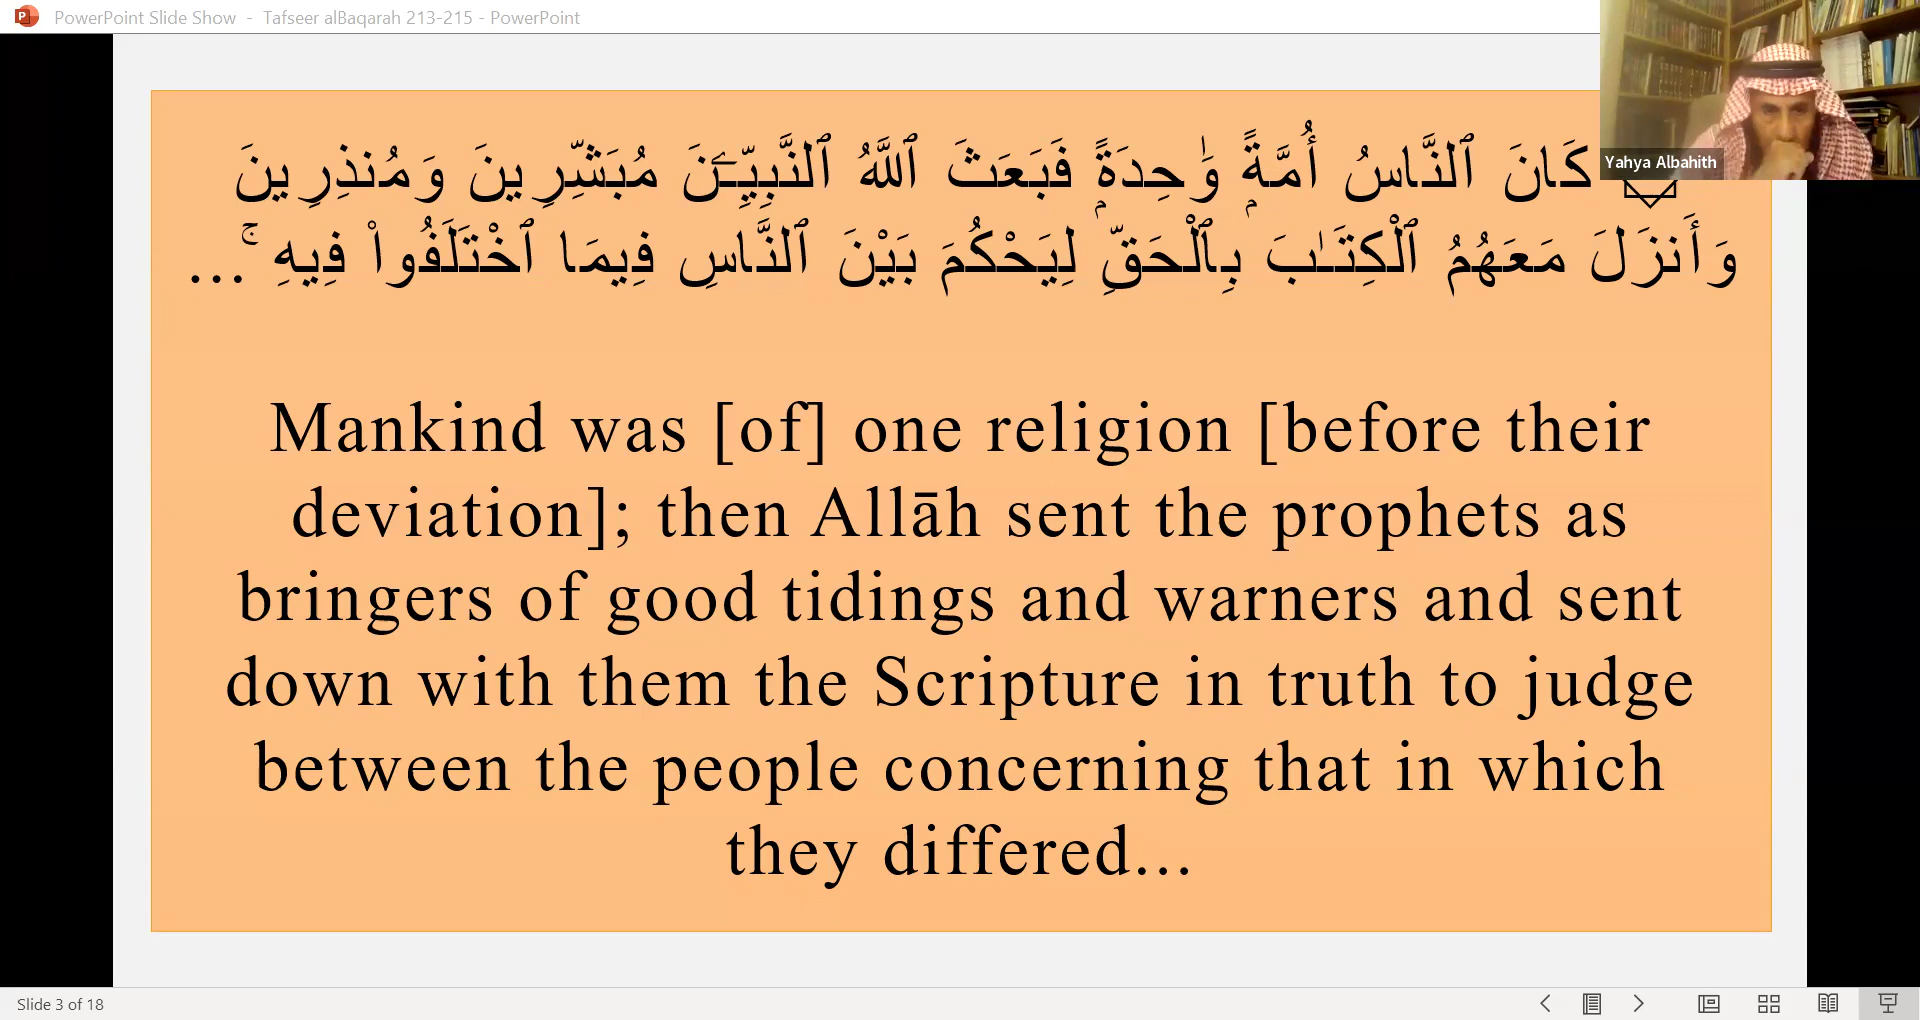 PowerPoint Slide Show - Tafseer alBaqarah 213-215 - PowerPoint
Yahya Albahith
كَانَ ٱلنَّاسُ أُمَّةٗ وَٰحِدَةٗ فَبَعَثَ ٱللَّهُ ٱلنَّبِيِّـۧنَ مُبَشِّرِينَ وَمُنذِرِينَ
وَأَنزَلَ مَعَهُمُ ٱلْكِتَـٰبَ بِٱلْحَقِّ لِيَحْكُمَ بَيْنَ ٱلنَّاسِ فِيمَا ٱخْتَلَفُوا۟ فِيهِ ۚ ...
Mankind was [of] one religion [before their
deviation]; then Allāh sent the prophets as
bringers of good tidings and warners and sent
down with them the Scripture in truth to judge
between the people concerning that in which
they differed...
Slide 3 of 18